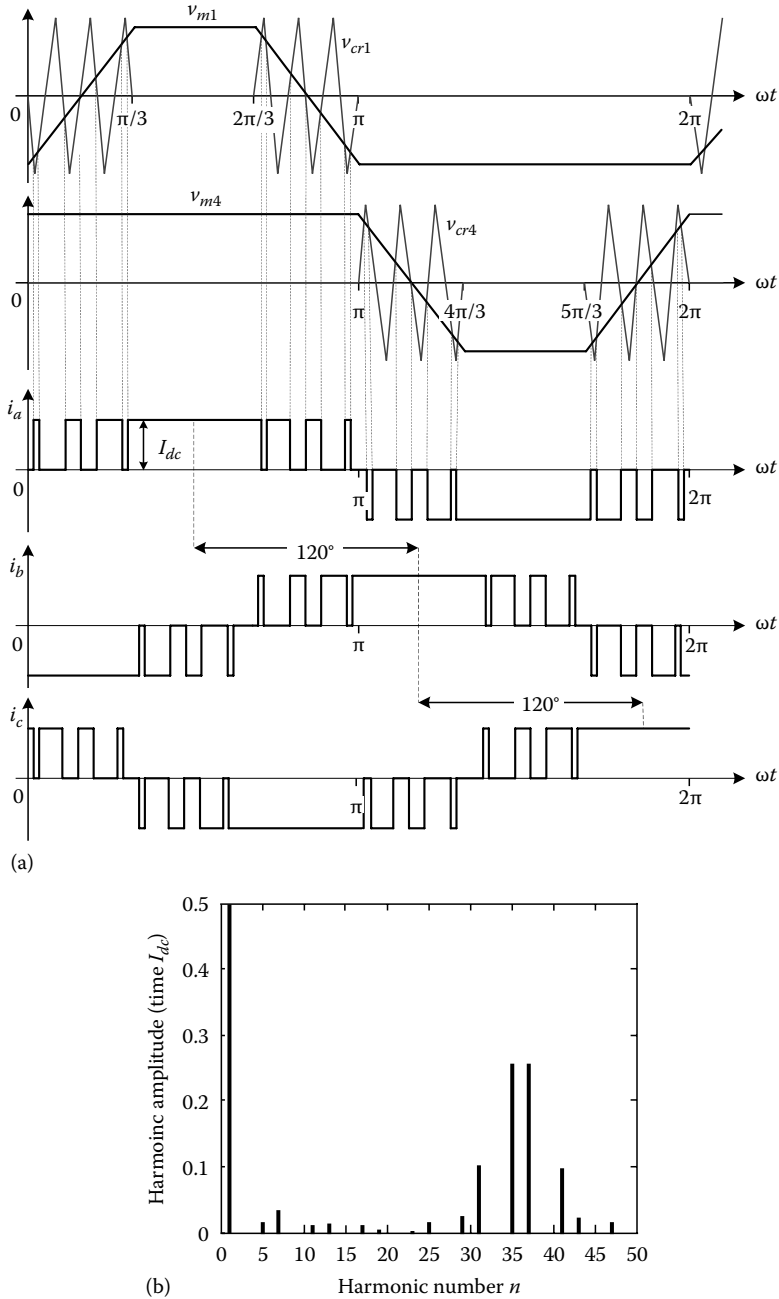 v_m1
v_cr1
0
π/3
2π/3
π
2π
ωt
v_m4
v_cr4
0
π
4π/3
5π/3
2π
ωt
i_a
I_dc
0
π
2π
ωt
120°
i_b
0
π
2π
ωt
120°
i_c
0
π
2π
ωt
(a)
Harmoinc amplitude (time I_dc)
0.5
0.4
0.3
0.2
0.1
0
0 5 10 15 20 25 30 35 40 45 50
(b)
Harmonic number n